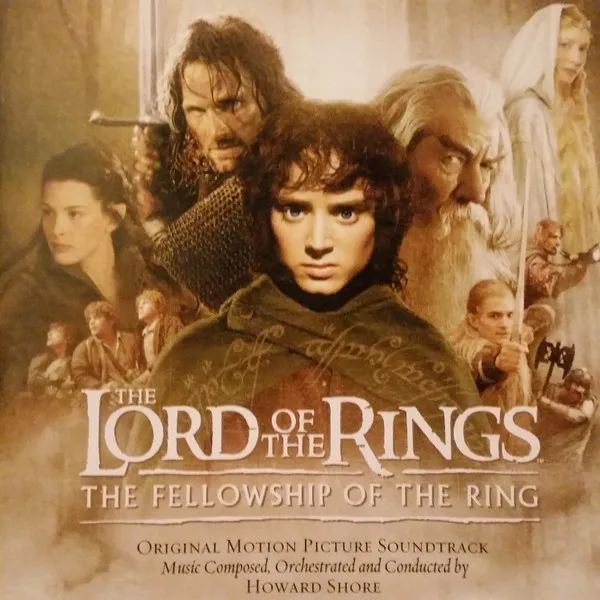 THE
LORD OF THE RINGS™
THE FELLOWSHIP OF THE RING
ORIGINAL MOTION PICTURE SOUNDTRACK
Music Composed, Orchestrated and Conducted by
HOWARD SHORE